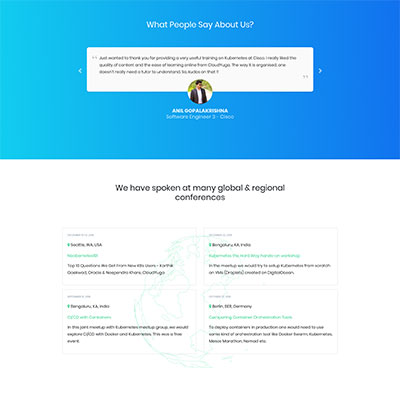 What People Say About Us?
Just wanted to thank you for providing a very useful training on Kubernetes at Cisco. I really liked the
quality of content and the ease of learning online from CloudYuga. The way it is organised, one
doesn't really need a tutor to understand. So kudos on that !!
ANIL GOPALAKRISHNA
Software Engineer 2 - Cisco
We have spoken at many global & regional
conferences
Seattle, WA, USA
Top 10 Questions We Get From New K8s Users - Karthik
Gaekwad, Oracle & Neependra Khare, CloudYuga
Bengaluru, KA, India
Kubernetes the Hard Way hands on workshop
In the meetup we would try to setup Kubernetes from scratch
on VMs (Droplets) created on DigitalOcean.
Bengaluru, KA, India
CI/CD with Containers
In this joint meetup with Kubernetes meetup group, we would
explore CI/CD with Docker and Kubernetes. This was a free
event.
Berlin, BER, Germany
Comparing Container Orchestration Tools
To deploy containers in production one would need to use
some kind of orchestration tool like Docker Swarm, Kubernetes,
Mesos Marathon, Nomad etc.